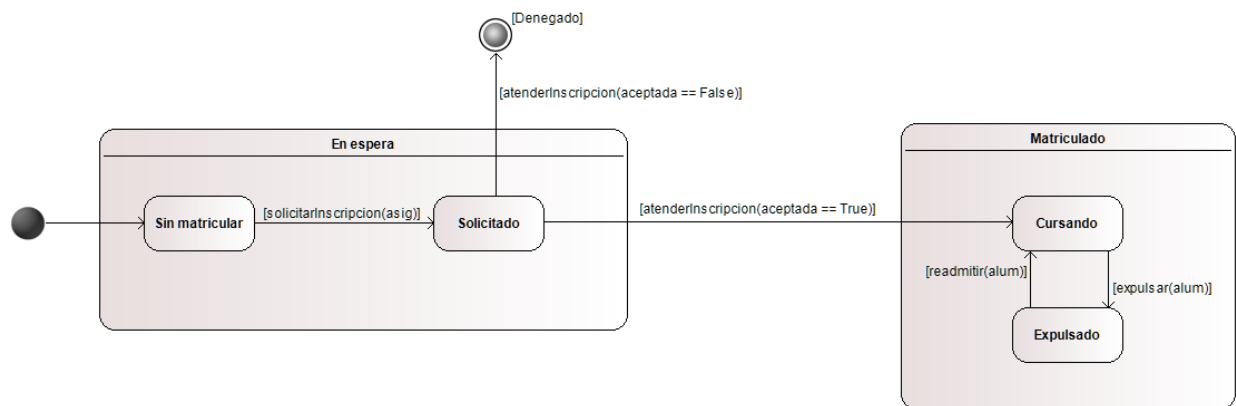 [Denegado]
[atenderInscripcion(aceptada == False)]
En espera
Matriculado
Sin matricular
[solicitarInscripcion(asig)]
Solicitado
[atenderInscripcion(aceptada == True)]
Cursando
[readmitir(alum)]
[expulsar(alum)]
Expulsado